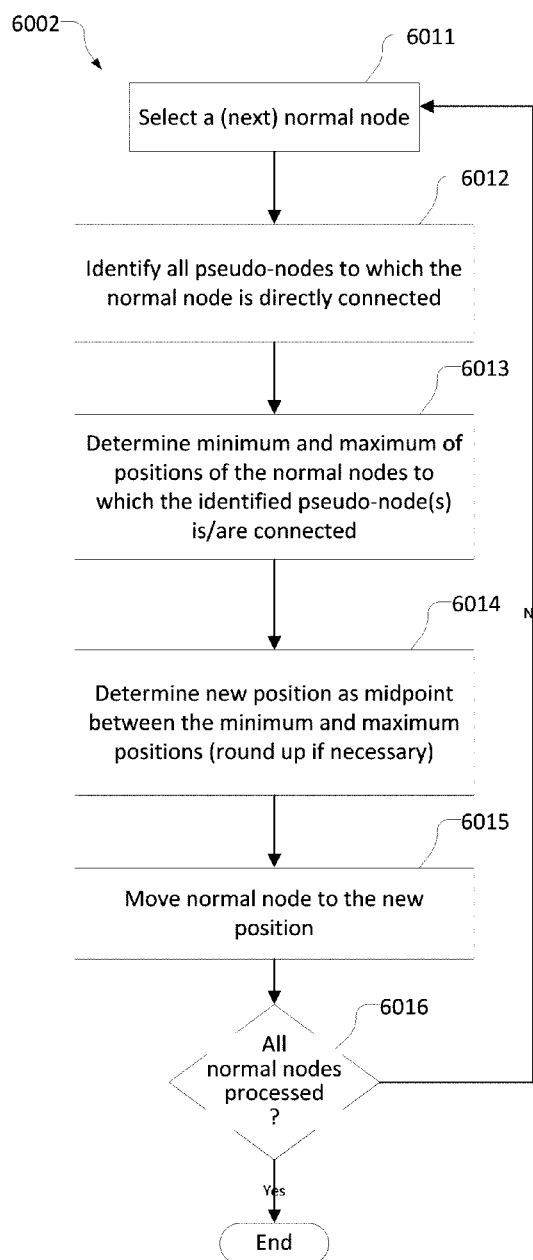 6002
6011
Select a (next) normal node
6012
Identify all pseudo-nodes to which the
normal node is directly connected
6013
Determine minimum and maximum of
positions of the normal nodes to
which the identified pseudo-node(s)
is/are connected
6014
N
Determine new position as midpoint
between the minimum and maximum
positions (round up if necessary)
6015
Move normal node to the new
position
6016
All
normal nodes
processed
?
Yes
End